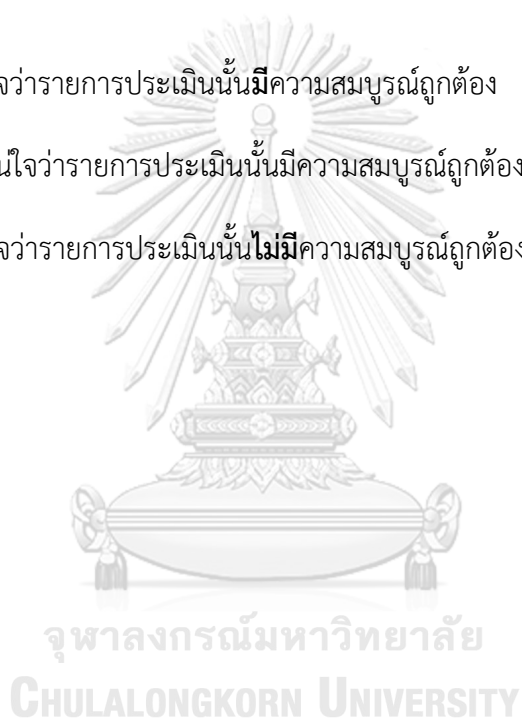 จว่ารายการประเมินนั้นมีความสมบูรณ์ถูกต้อง
น่ใจว่ารายการประเมินนั้นมีความสมบูรณ์ถูกต้อง
จว่ารายการประเมินนั้นไม่มีความสมบูรณ์ถูกต้อง
จุฬาลงกรณ์มหาวิทยาลัย
CHULALONGKORN UNIVERSITY